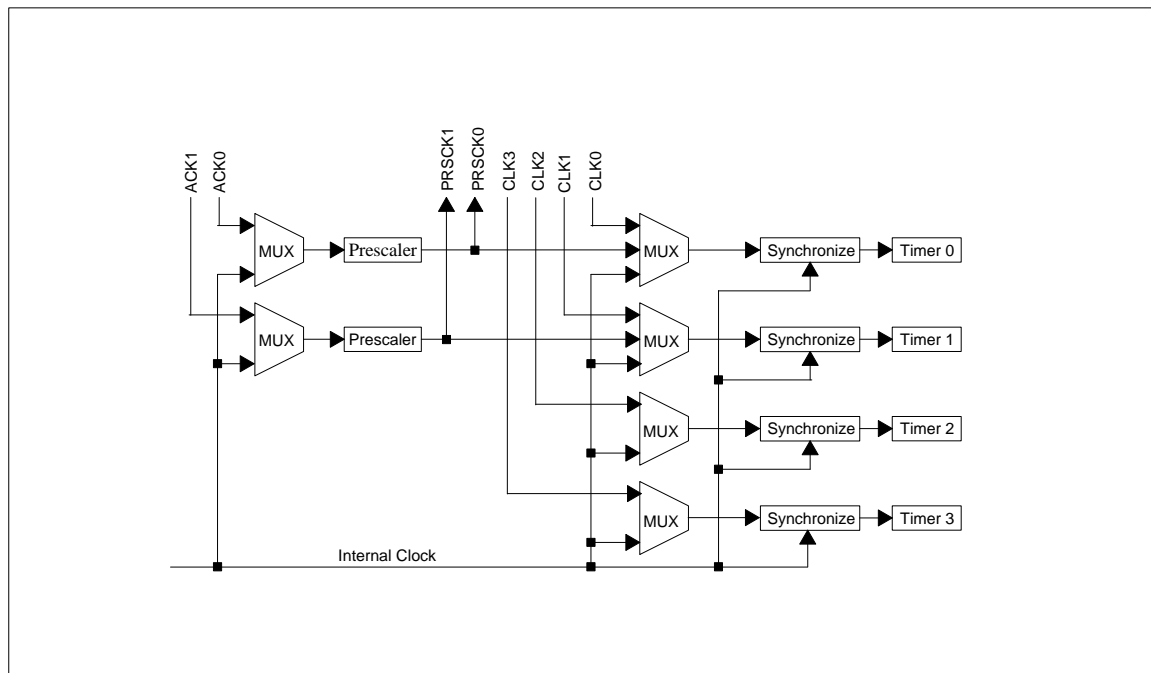 ACK1
ACK0
PRSCK1
PRSCK0
CLK3
CLK2
CLK1
CLK0
MUX
Prescaler
MUX
Synchronize
Timer 0
MUX
Prescaler
MUX
Synchronize
Timer 1
MUX
Synchronize
Timer 2
MUX
Synchronize
Timer 3
Internal Clock